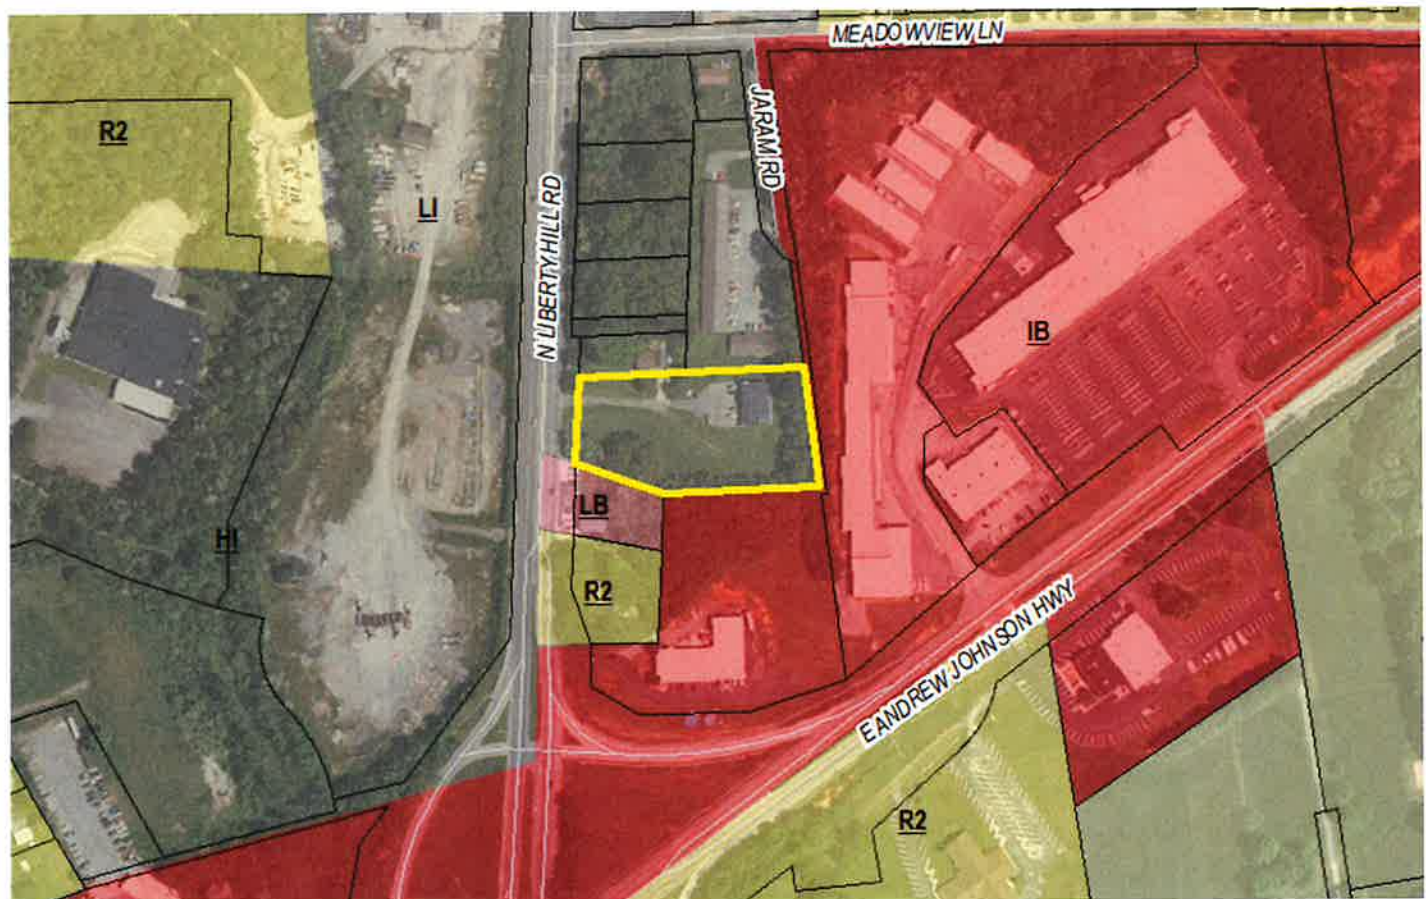 MEADOWVIEW LN
R2
JARAM RD
LI
N LIBERTY HILL RD
IB
LB
HI
R2
E ANDREW JOHNSON HWY
R2